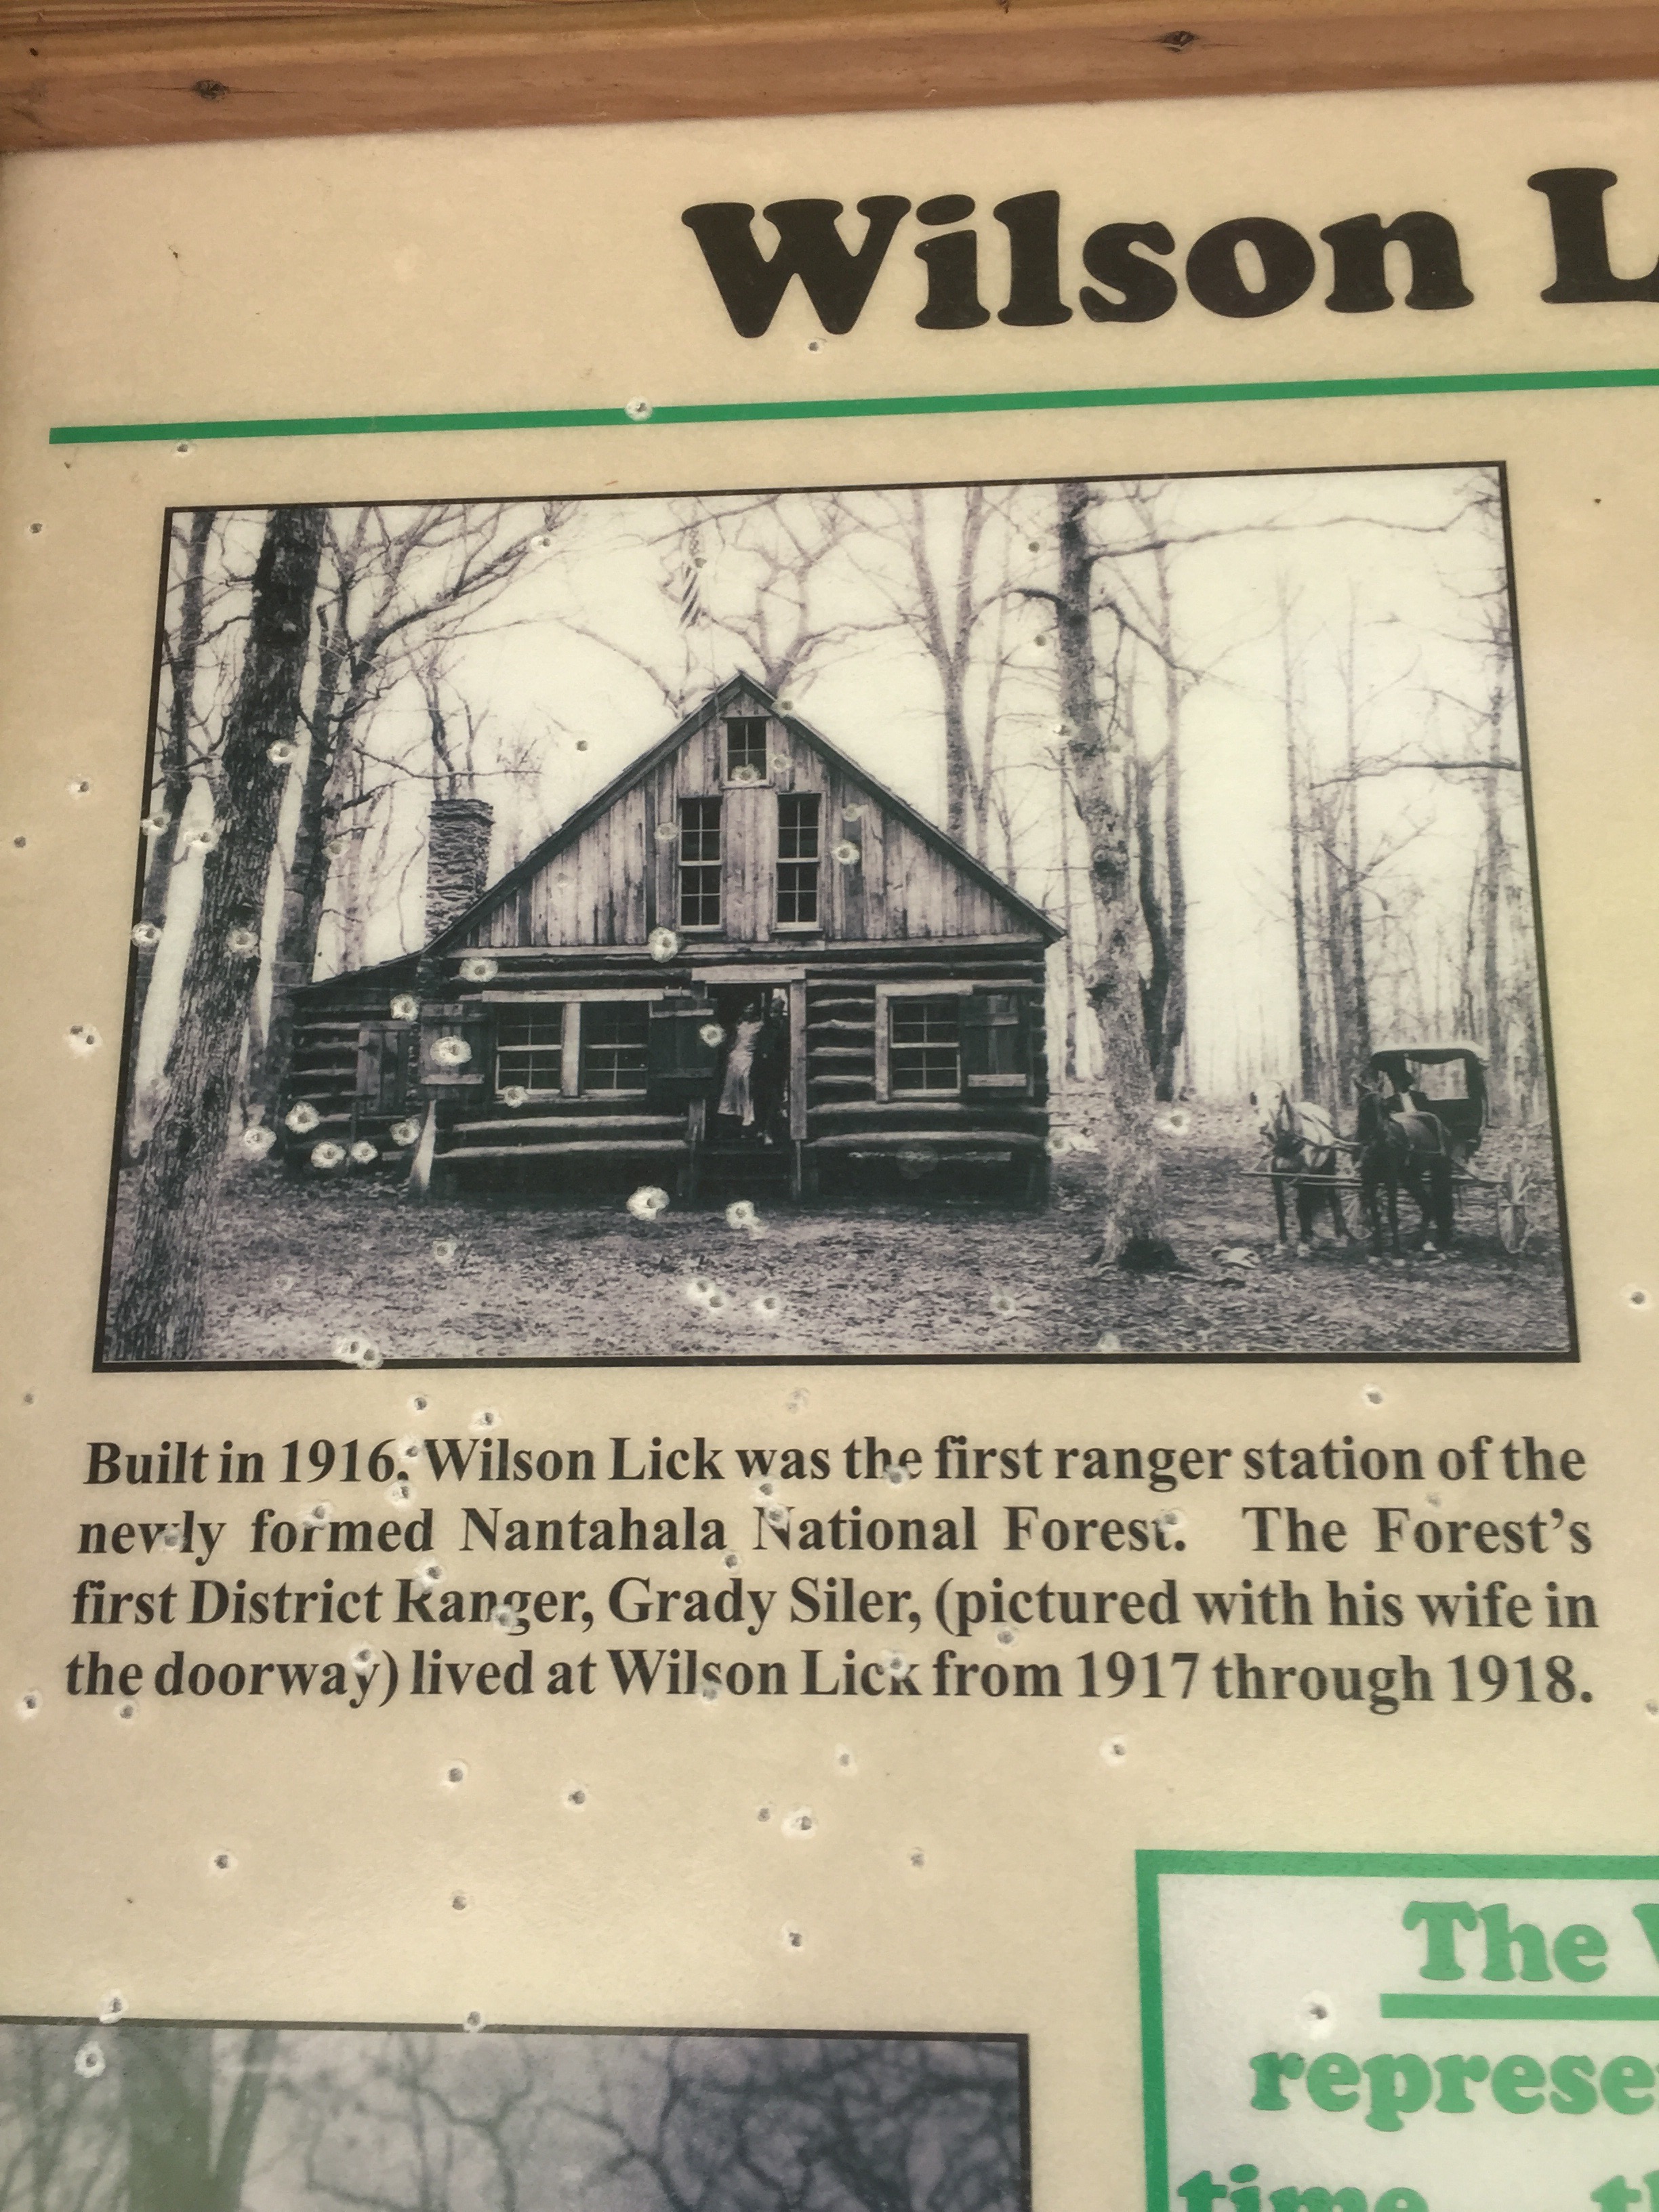 Wilson L
Built in 1916, Wilson Lick was the first ranger station of the
newly formed Nantahala National Forest. The Forest's
first District Ranger, Grady Siler, (pictured with his wife in
the doorway) lived at Wilson Lick from 1917 through 1918.
The
represe
time